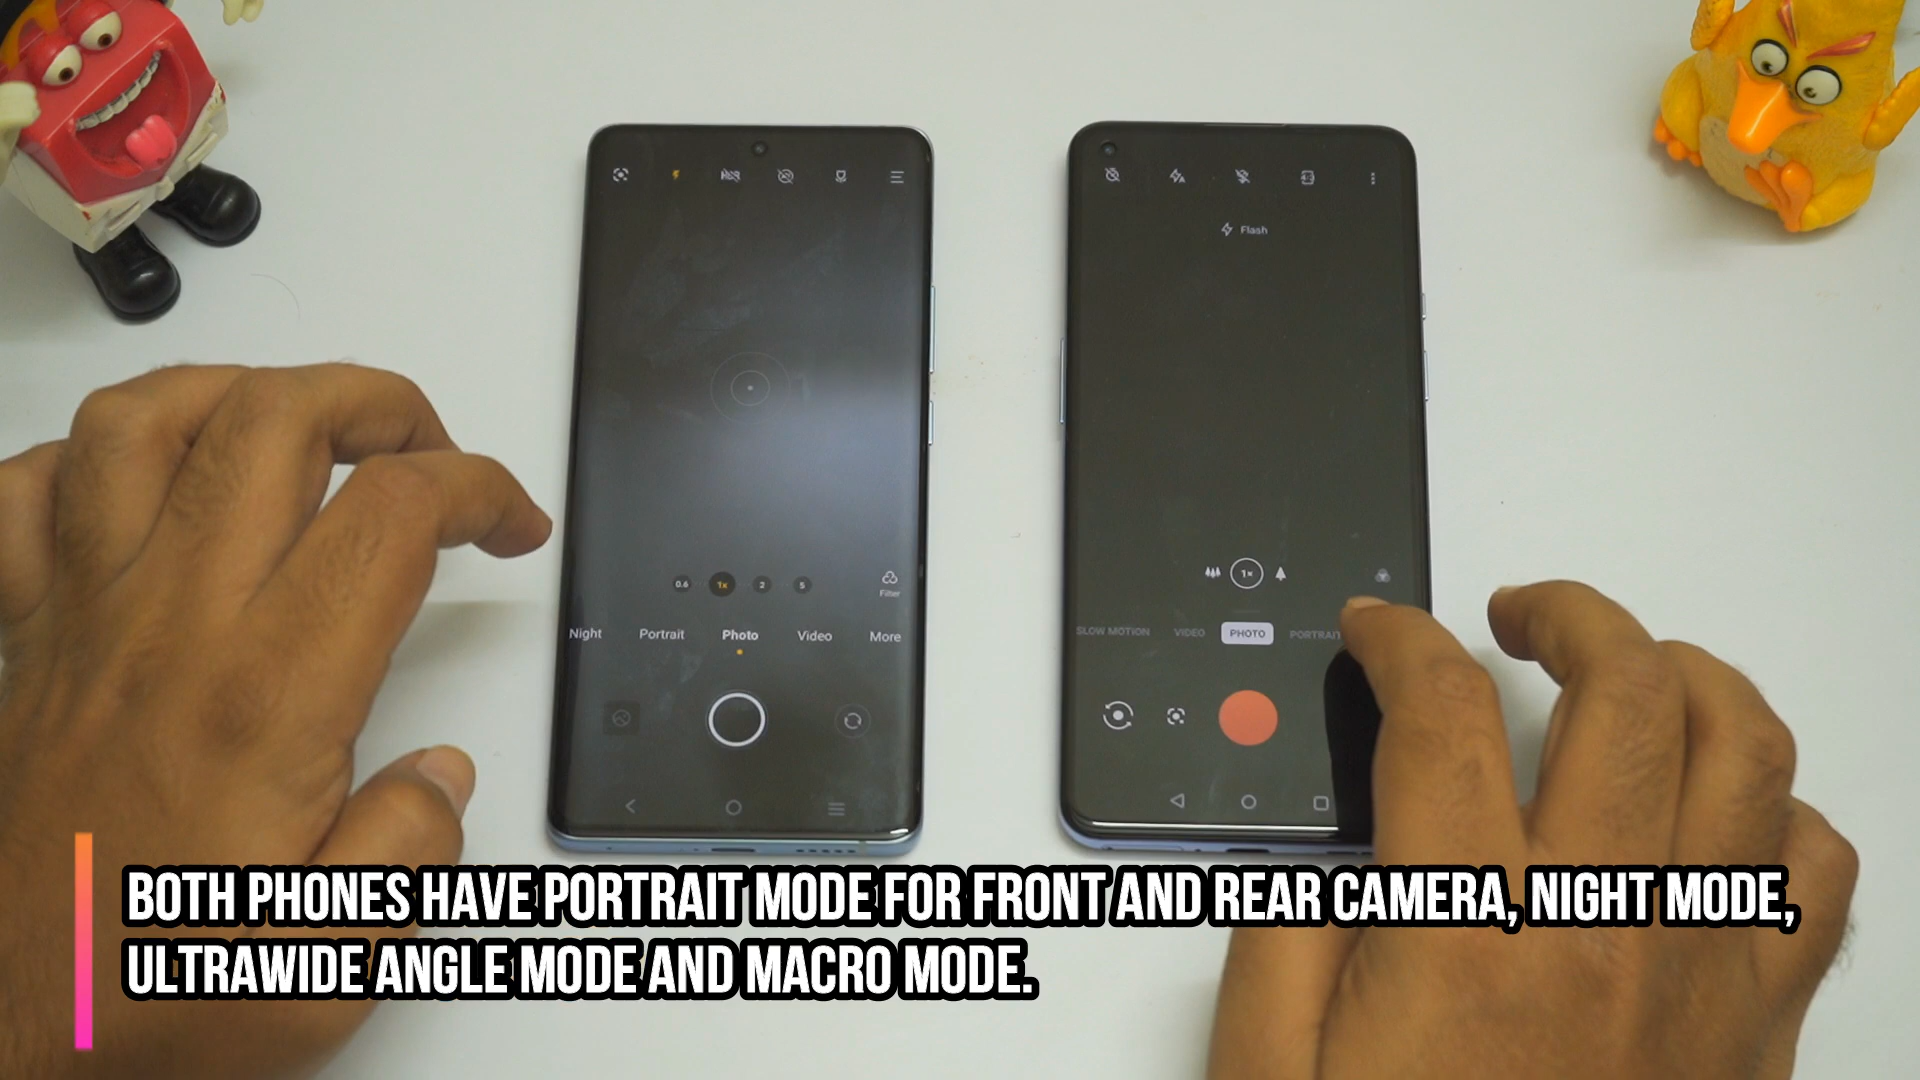 HDR
Flash
0.6 1x 2 5
Filter
1x
Night Portrait Photo Video More
SLOW MOTION VIDEO PHOTO PORTRAIT
BOTH PHONES HAVE PORTRAIT MODE FOR FRONT AND REAR CAMERA, NIGHT MODE,
ULTRAWIDE ANGLE MODE AND MACRO MODE.